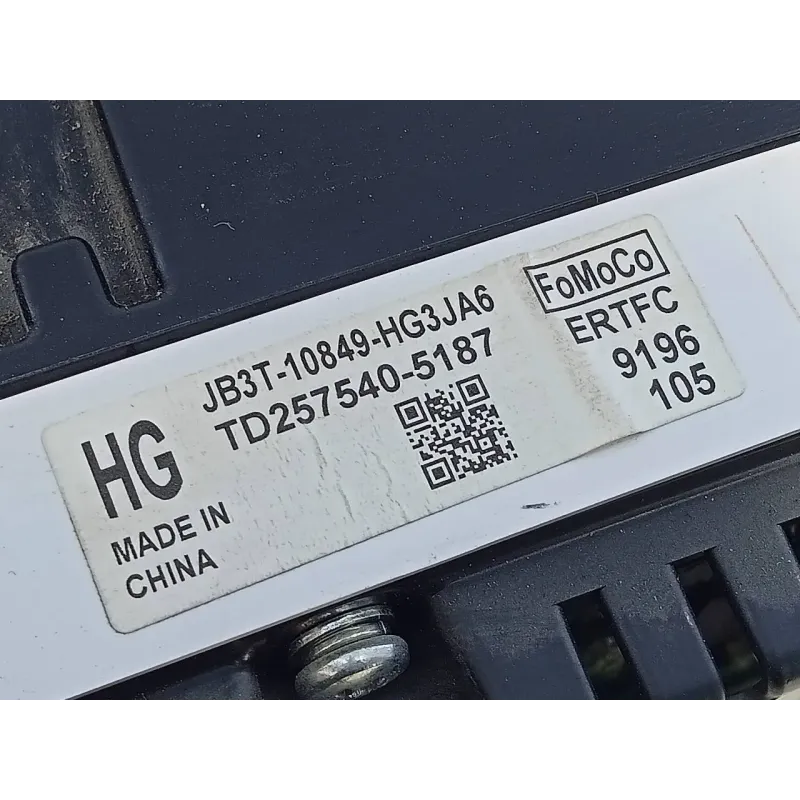 HG
MADE IN
CHINA
JB3T-10849-HG3JA6
TD257540-5187
FoMoCo
ERTFC
9196
105